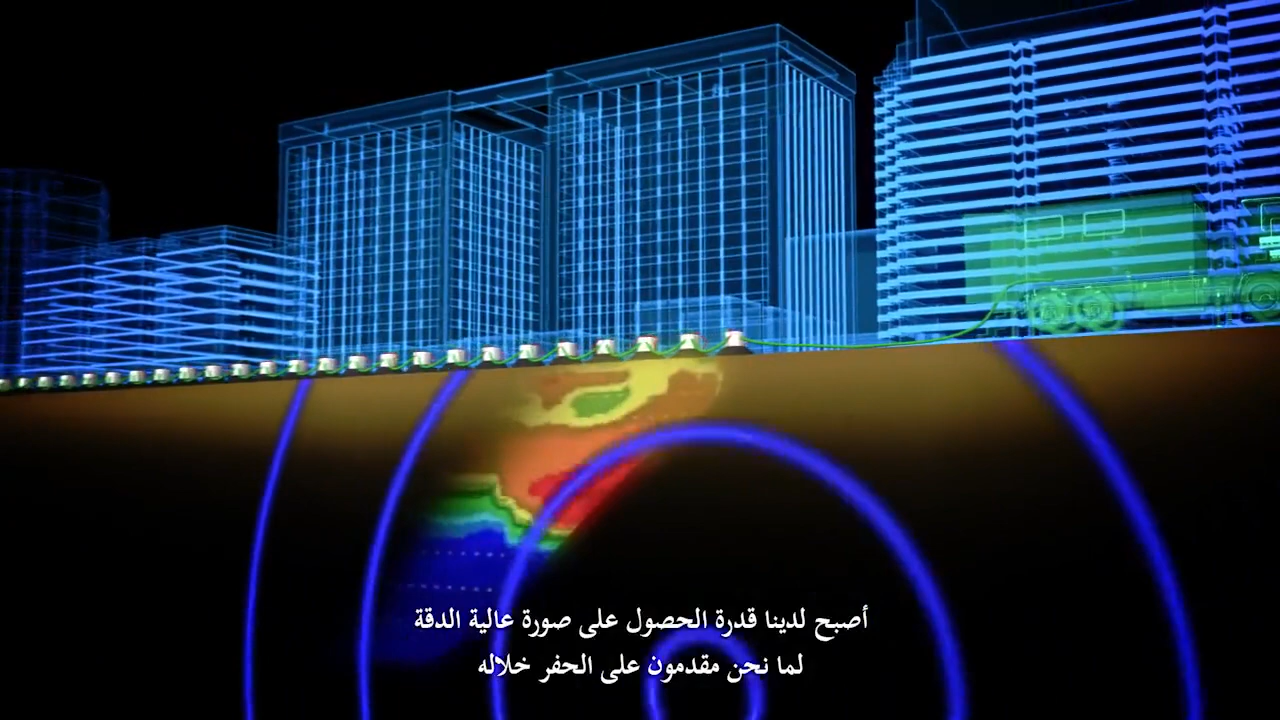 أصبح لدينا قدرة الحصول على صورة عالية الدقة
لما نحن مقدمون على الحفر خلاله